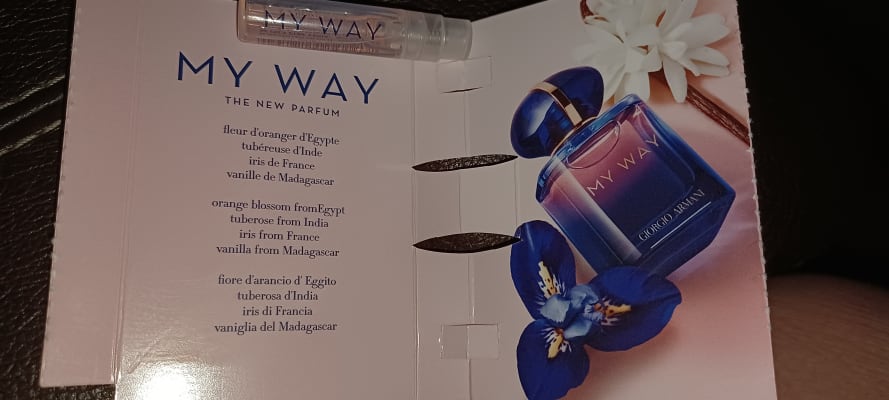 MY WAY
MY WAY
THE NEW PARFUM
fleur d'oranger d'Egypte
tubéreuse d'Inde
iris de France
vanille de Madagascar
orange blossom fromEgypt
tuberose from India
iris from France
vanilla from Madagascar
fiore d'arancio d' Eggito
tuberosa d'India
iris di Francia
vaniglia del Madagascar
MY WAY
GIORGIO ARMANI